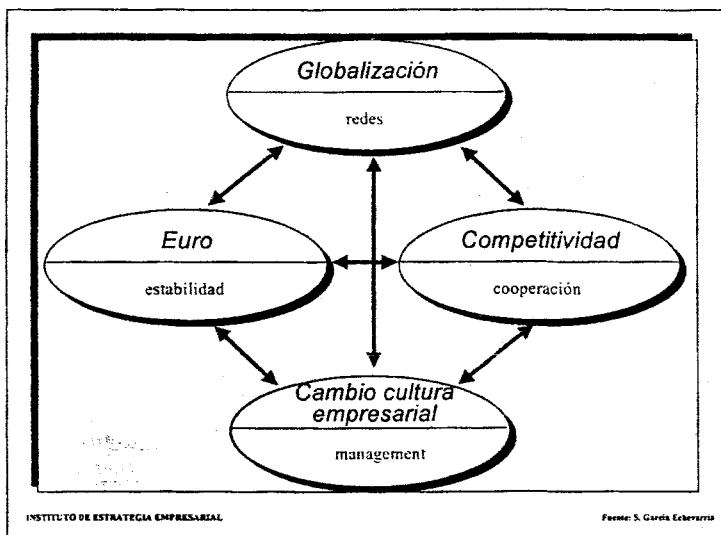 Globalización
redes
Euro
estabilidad
Competitividad
cooperación
Cambio cultura
empresarial
management
INSTITUTO DE ESTRATEGIA EMPRESARIAL
Fuente: S. García Echevarría